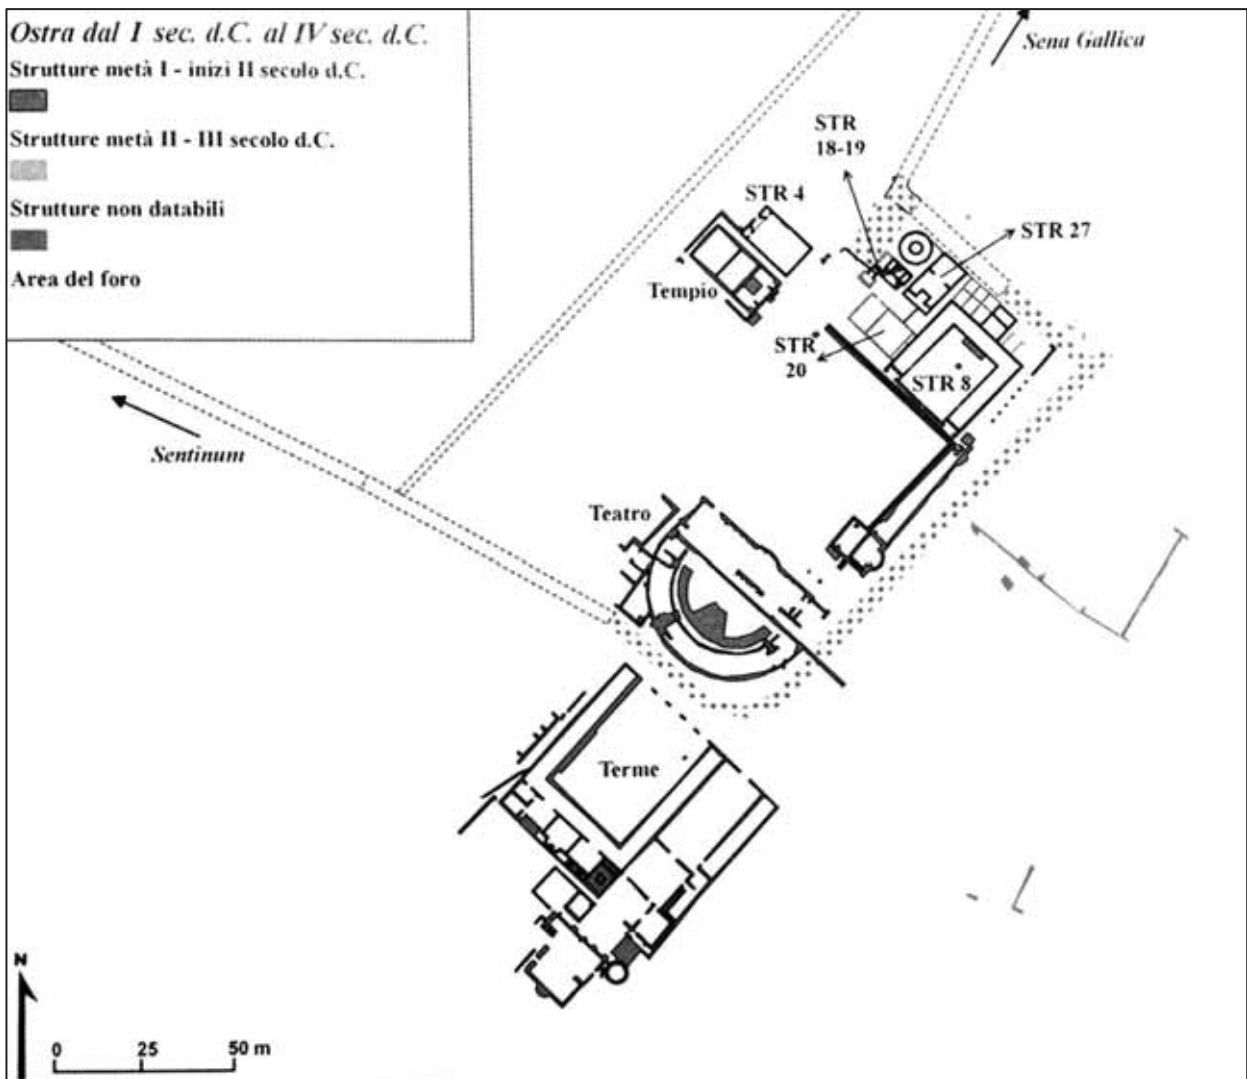 Ostra dal I sec. d.C. al IV sec. d.C.
Strutture metà I - inizi II secolo d.C.
Strutture metà II - III secolo d.C.
Strutture non databili
Area del foro
Sena Gallica
STR
18-19
STR 4
STR 27
Tempio
STR
20
STR 8
Sentinum
Teatro
Terme
N
0 25 50 m